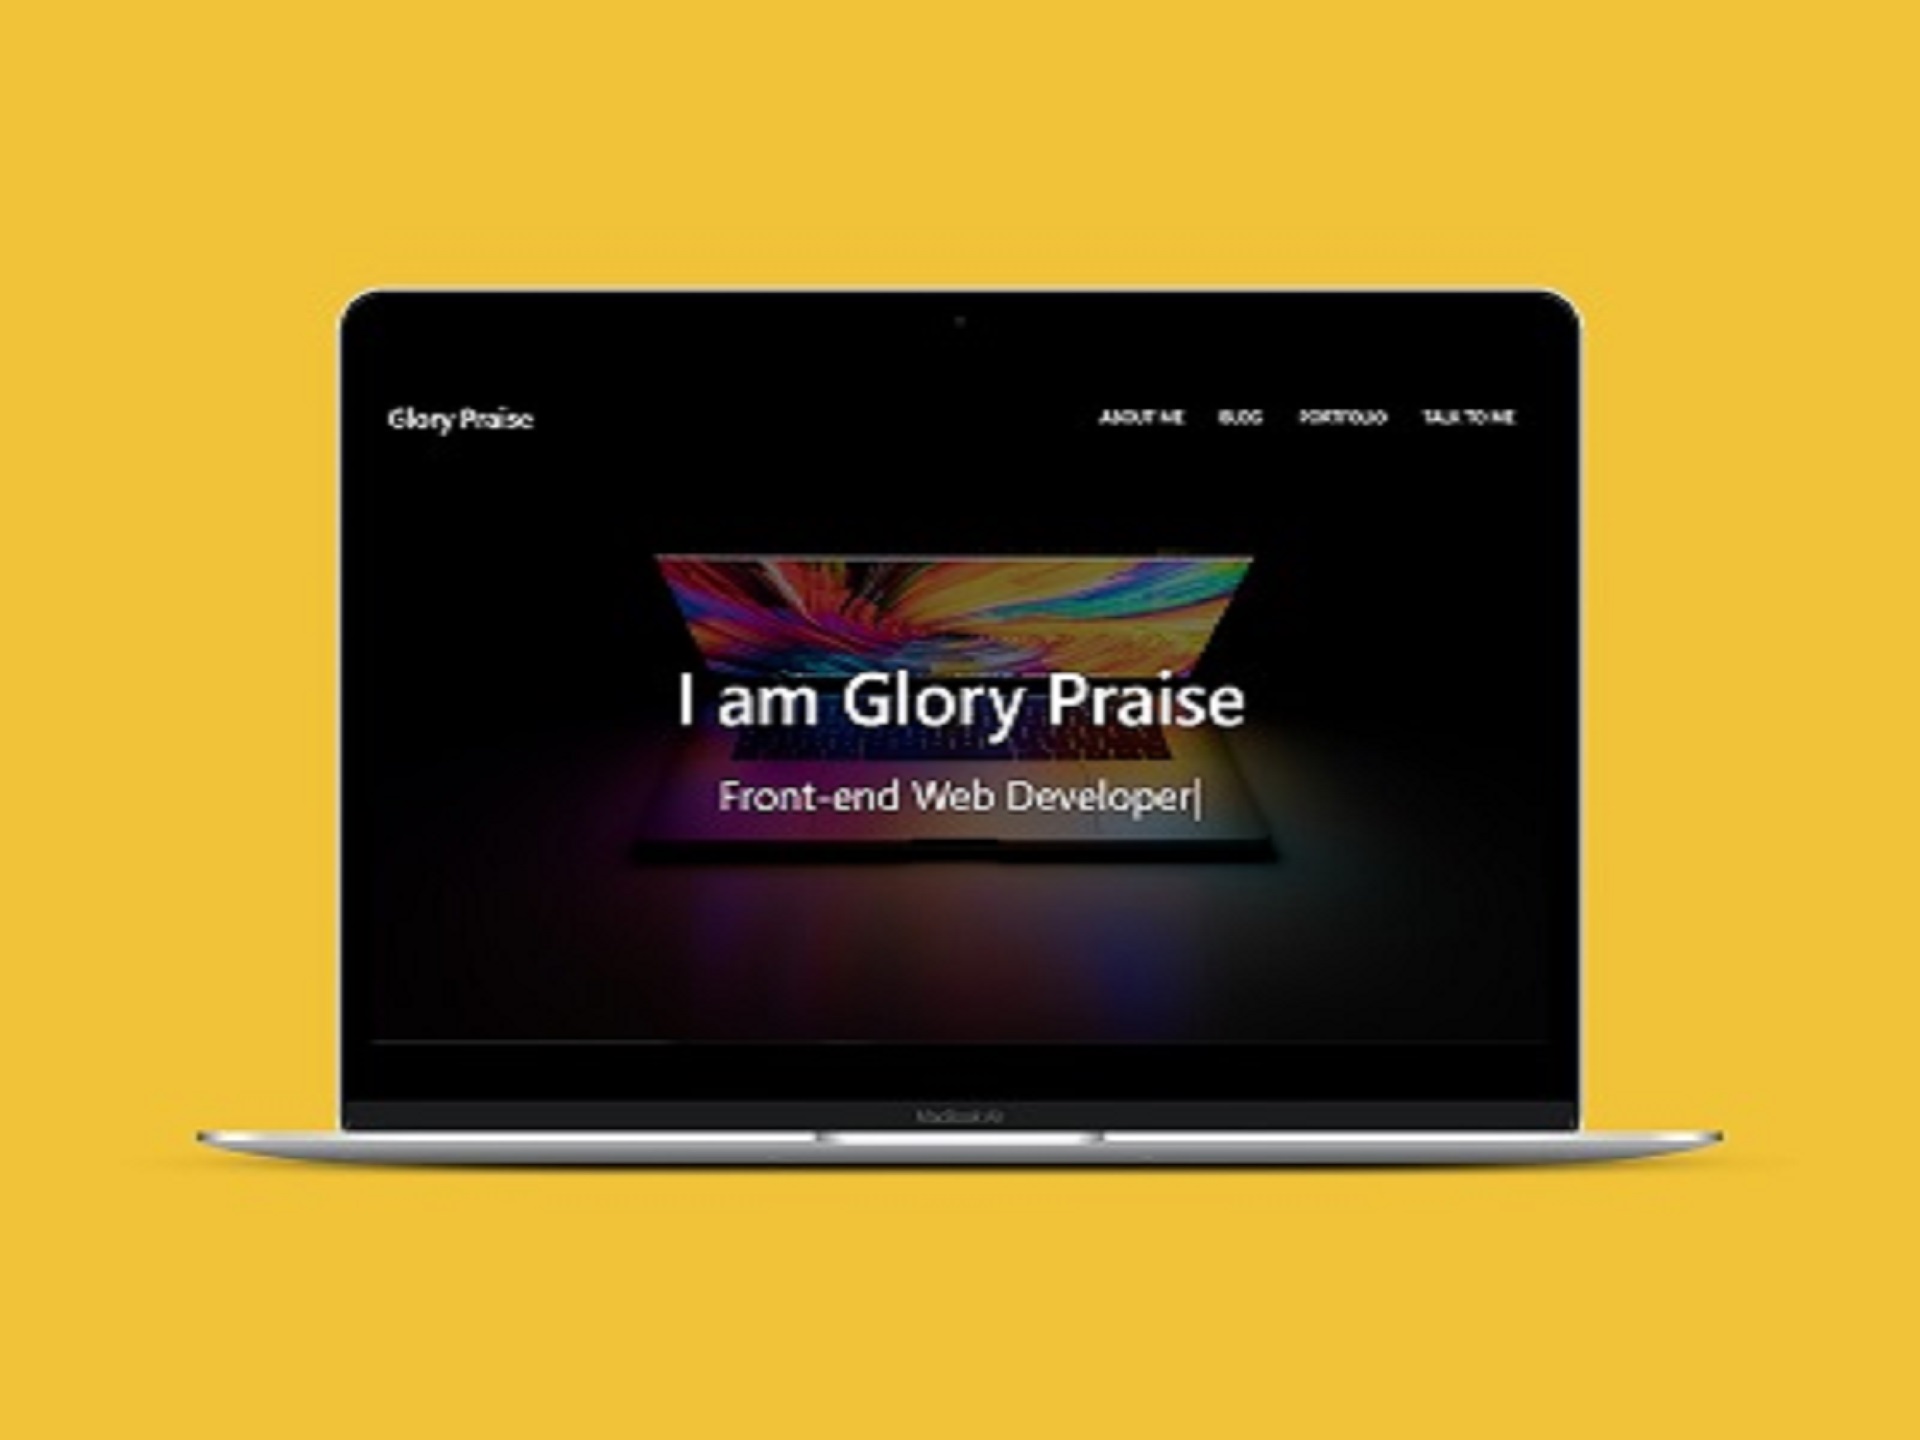 Glory Praise
ABOUT ME BLOG PORTFOLIO TALK TO ME
I am Glory Praise
Front-end Web Developer|
MacBook Air